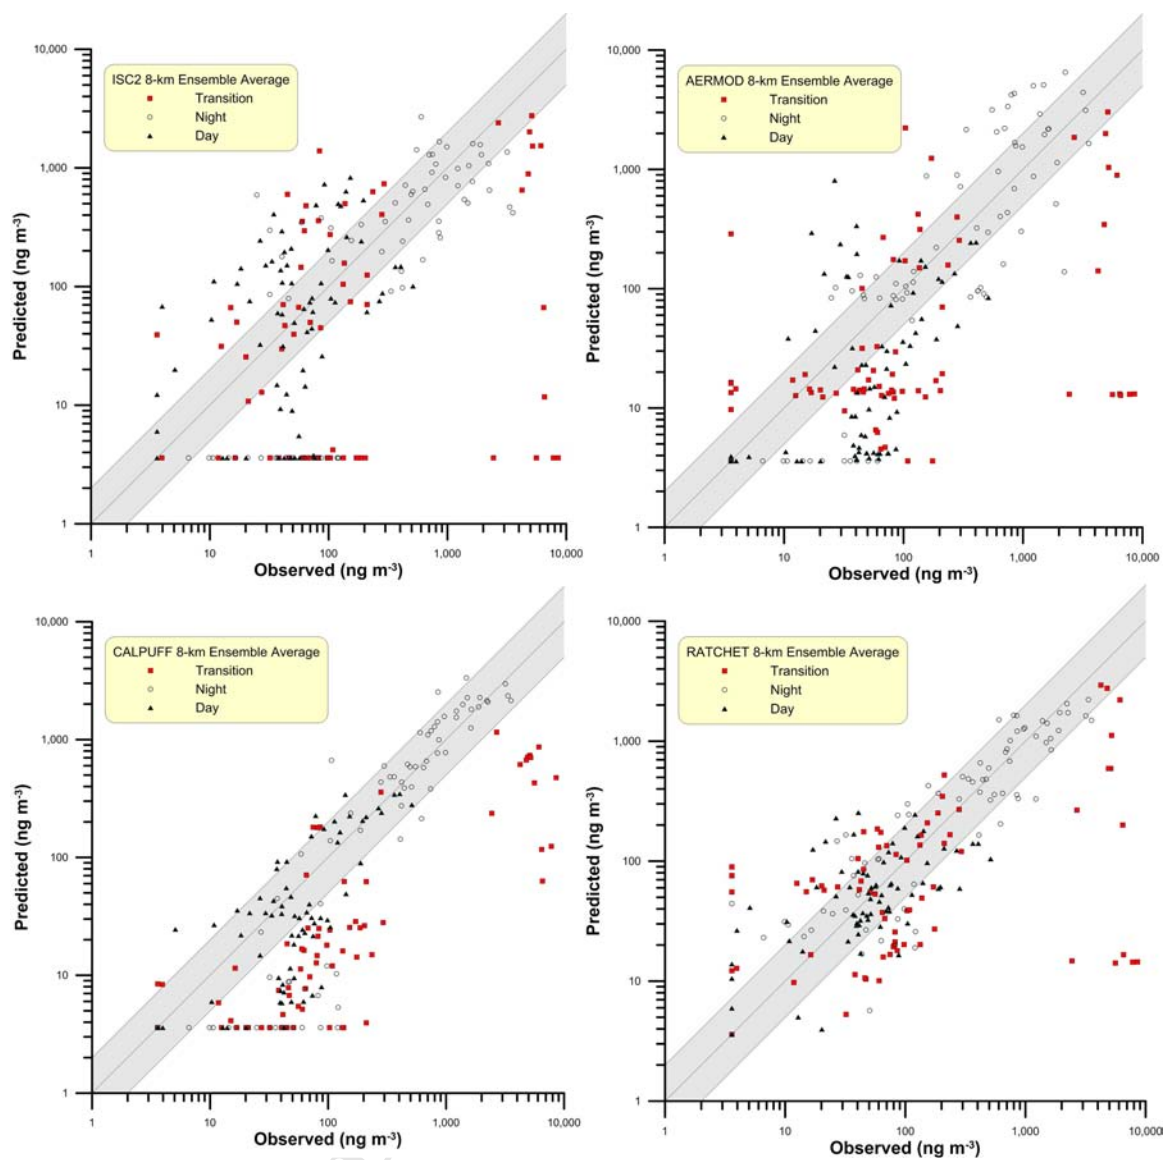 ISC2 8-km Ensemble Average
Transition
Night
Day
10,000
1,000
100
10
1
Predicted (ng m-3)
1 10 100 1,000 10,000
Observed (ng m-3)
AERMOD 8-km Ensemble Average
Transition
Night
Day
10,000
1,000
100
10
1
Predicted (ng m-3)
1 10 100 1,000 10,000
Observed (ng m-3)
CALPUFF 8-km Ensemble Average
Transition
Night
Day
10,000
1,000
100
10
1
Predicted (ng m-3)
1 10 100 1,000 10,000
Observed (ng m-3)
RATCHET 8-km Ensemble Average
Transition
Night
Day
10,000
1,000
100
10
1
Predicted (ng m-3)
1 10 100 1,000 10,000
Observed (ng m-3)